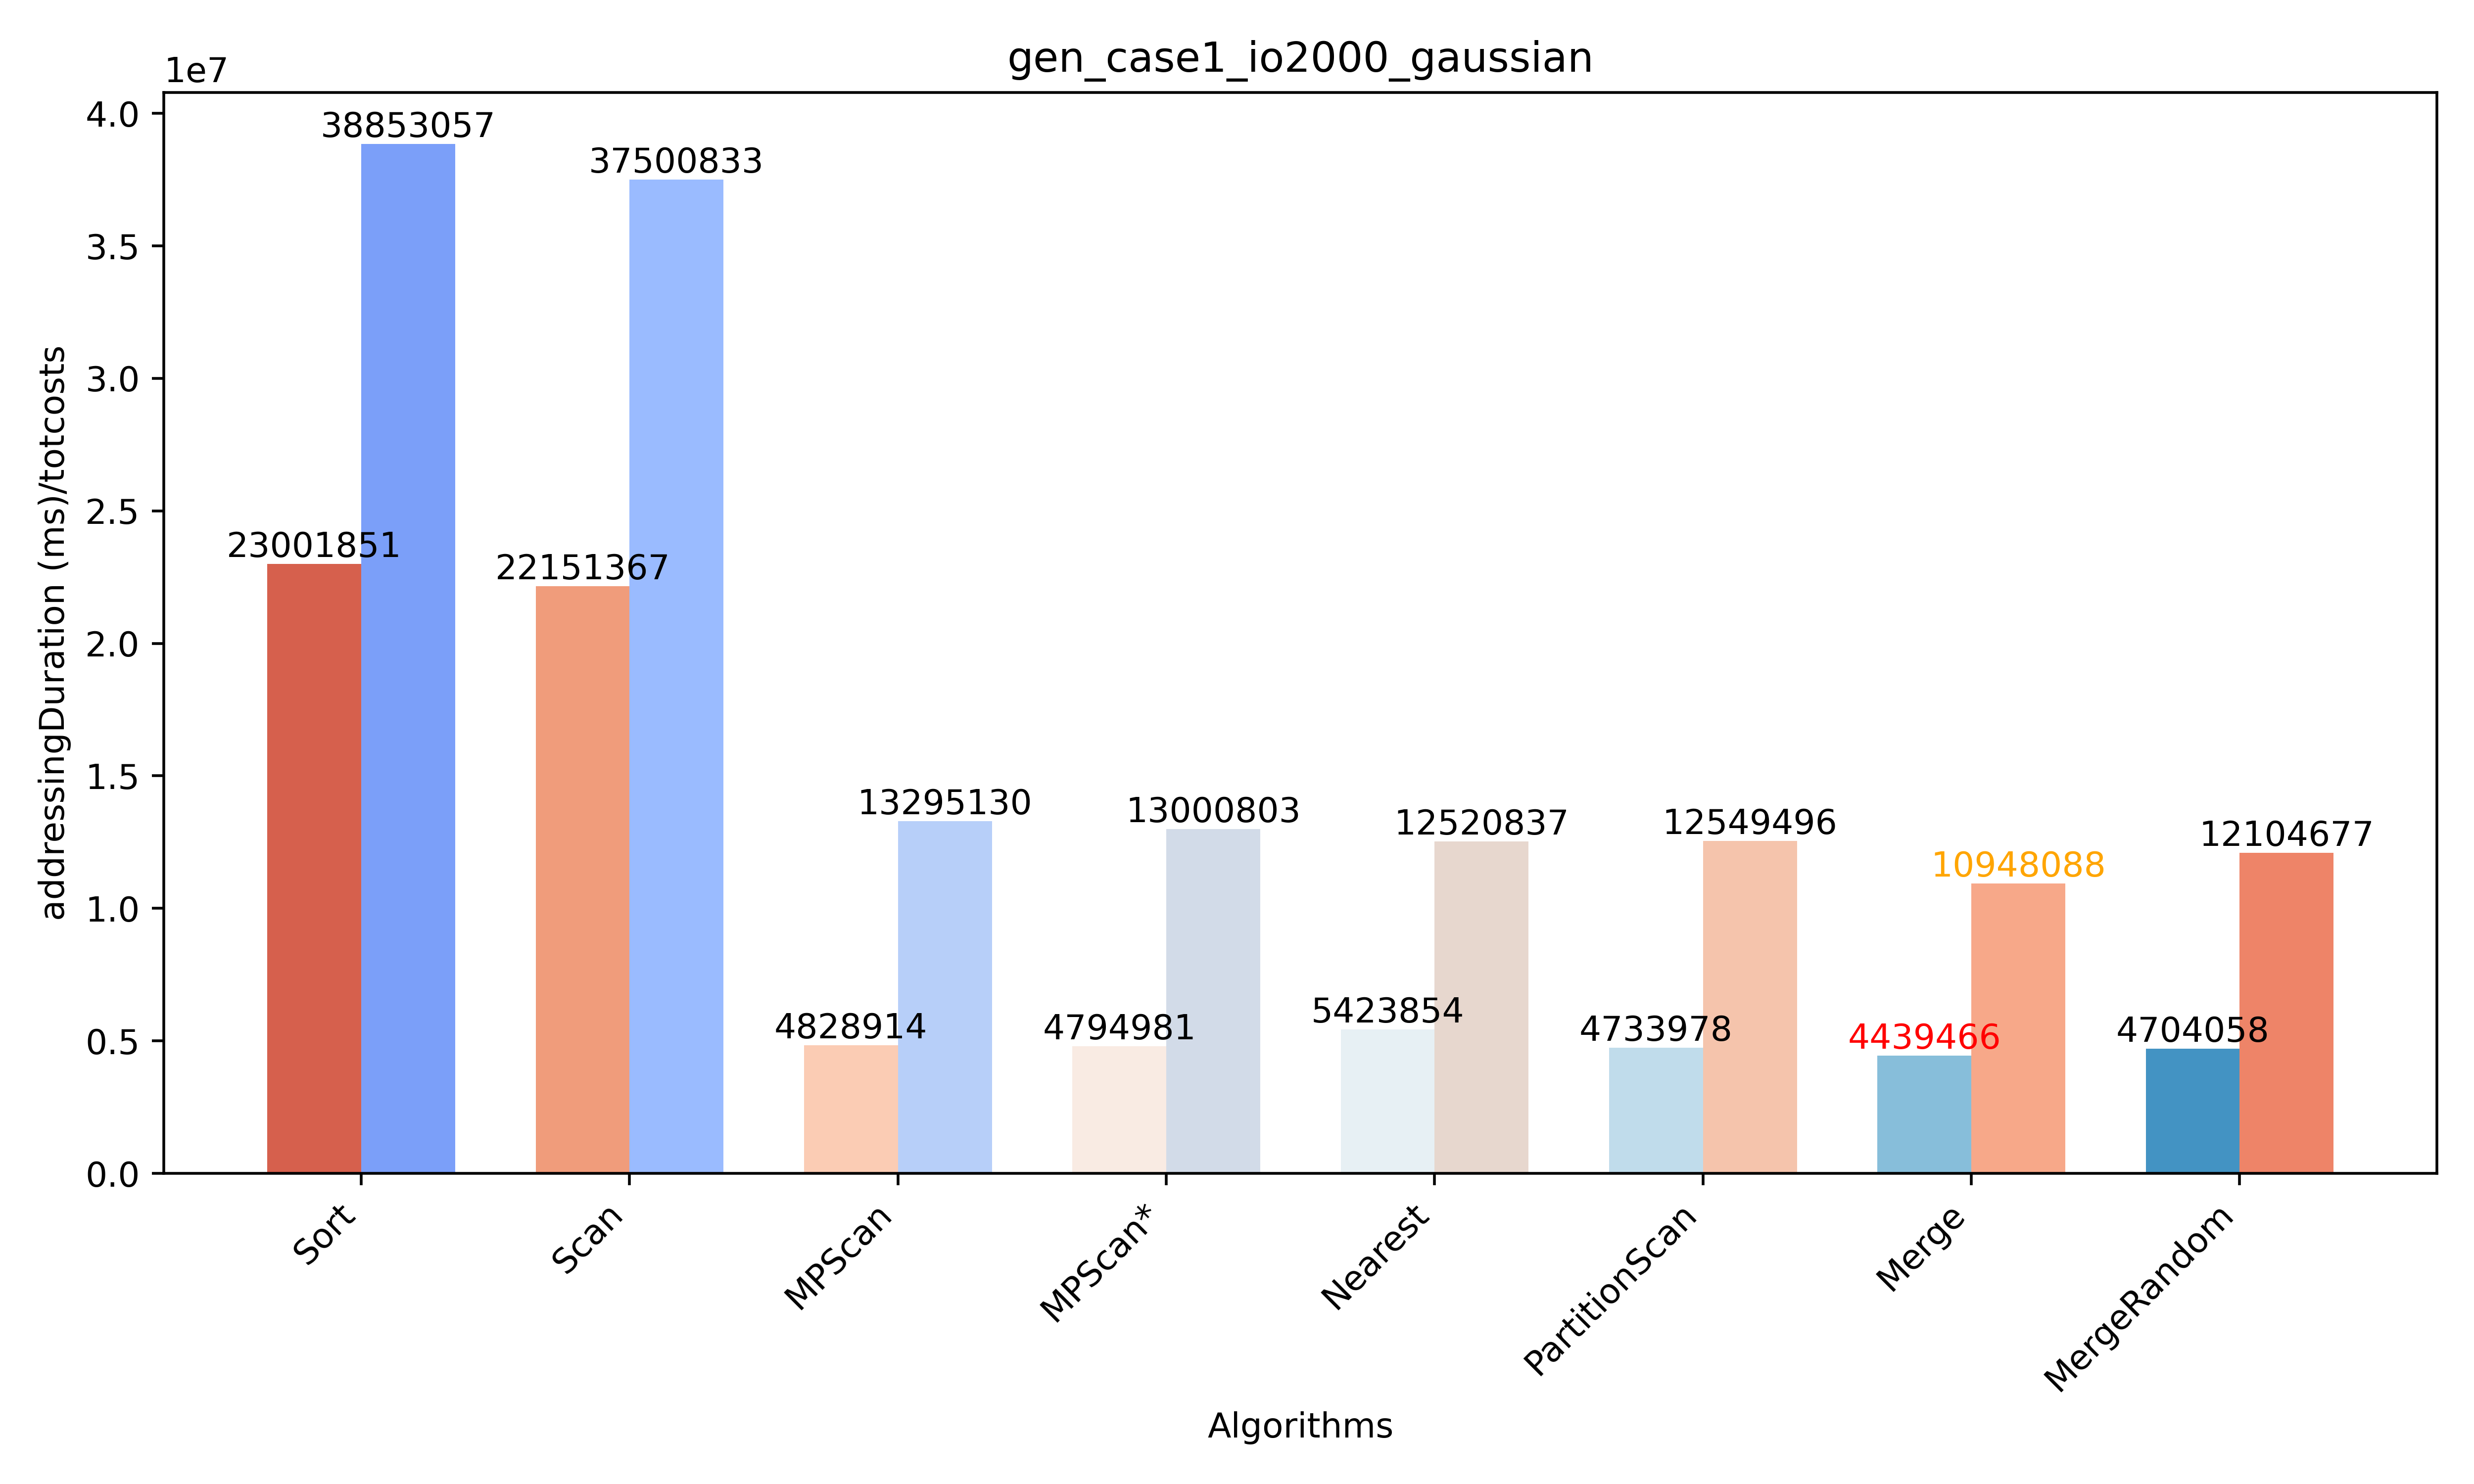 gen_case1_io2000_gaussian
1e7
addressingDuration (ms)/totcosts
4.0
3.5
3.0
2.5
2.0
1.5
1.0
0.5
0.0
23001851
38853057
22151367
37500833
4828914
13295130
4794981
13000803
5423854
12520837
4733978
12549496
4439466
10948088
4704058
12104677
Sort
Scan
MPScan
MPScan*
Nearest
PartitionScan
Merge
MergeRandom
Algorithms